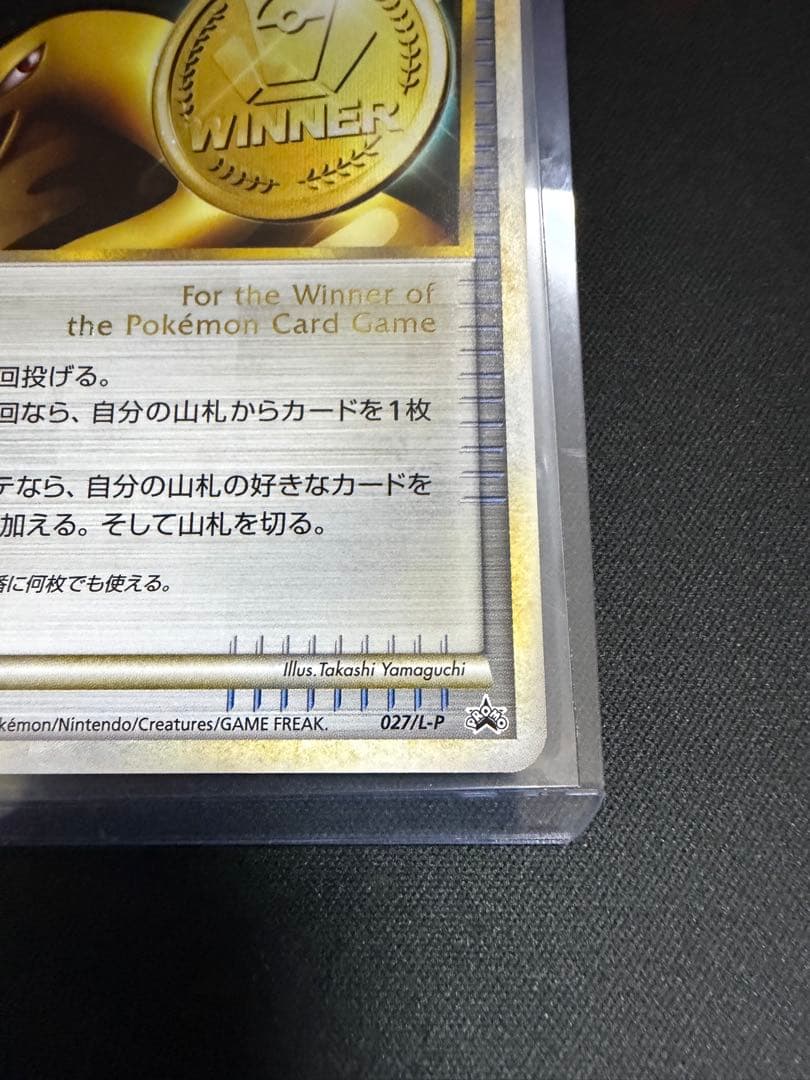 WINNER
For the Winner of
the Pokémon Card Game
回投げる。
回なら、自分の山札からカードを1枚
テなら、自分の山札の好きなカードを
加える。そして山札を切る。
番に何枚でも使える。
Illus.Takashi Yamaguchi
kémon/Nintendo/Creatures/GAME FREAK.
027/L-P
PROMO